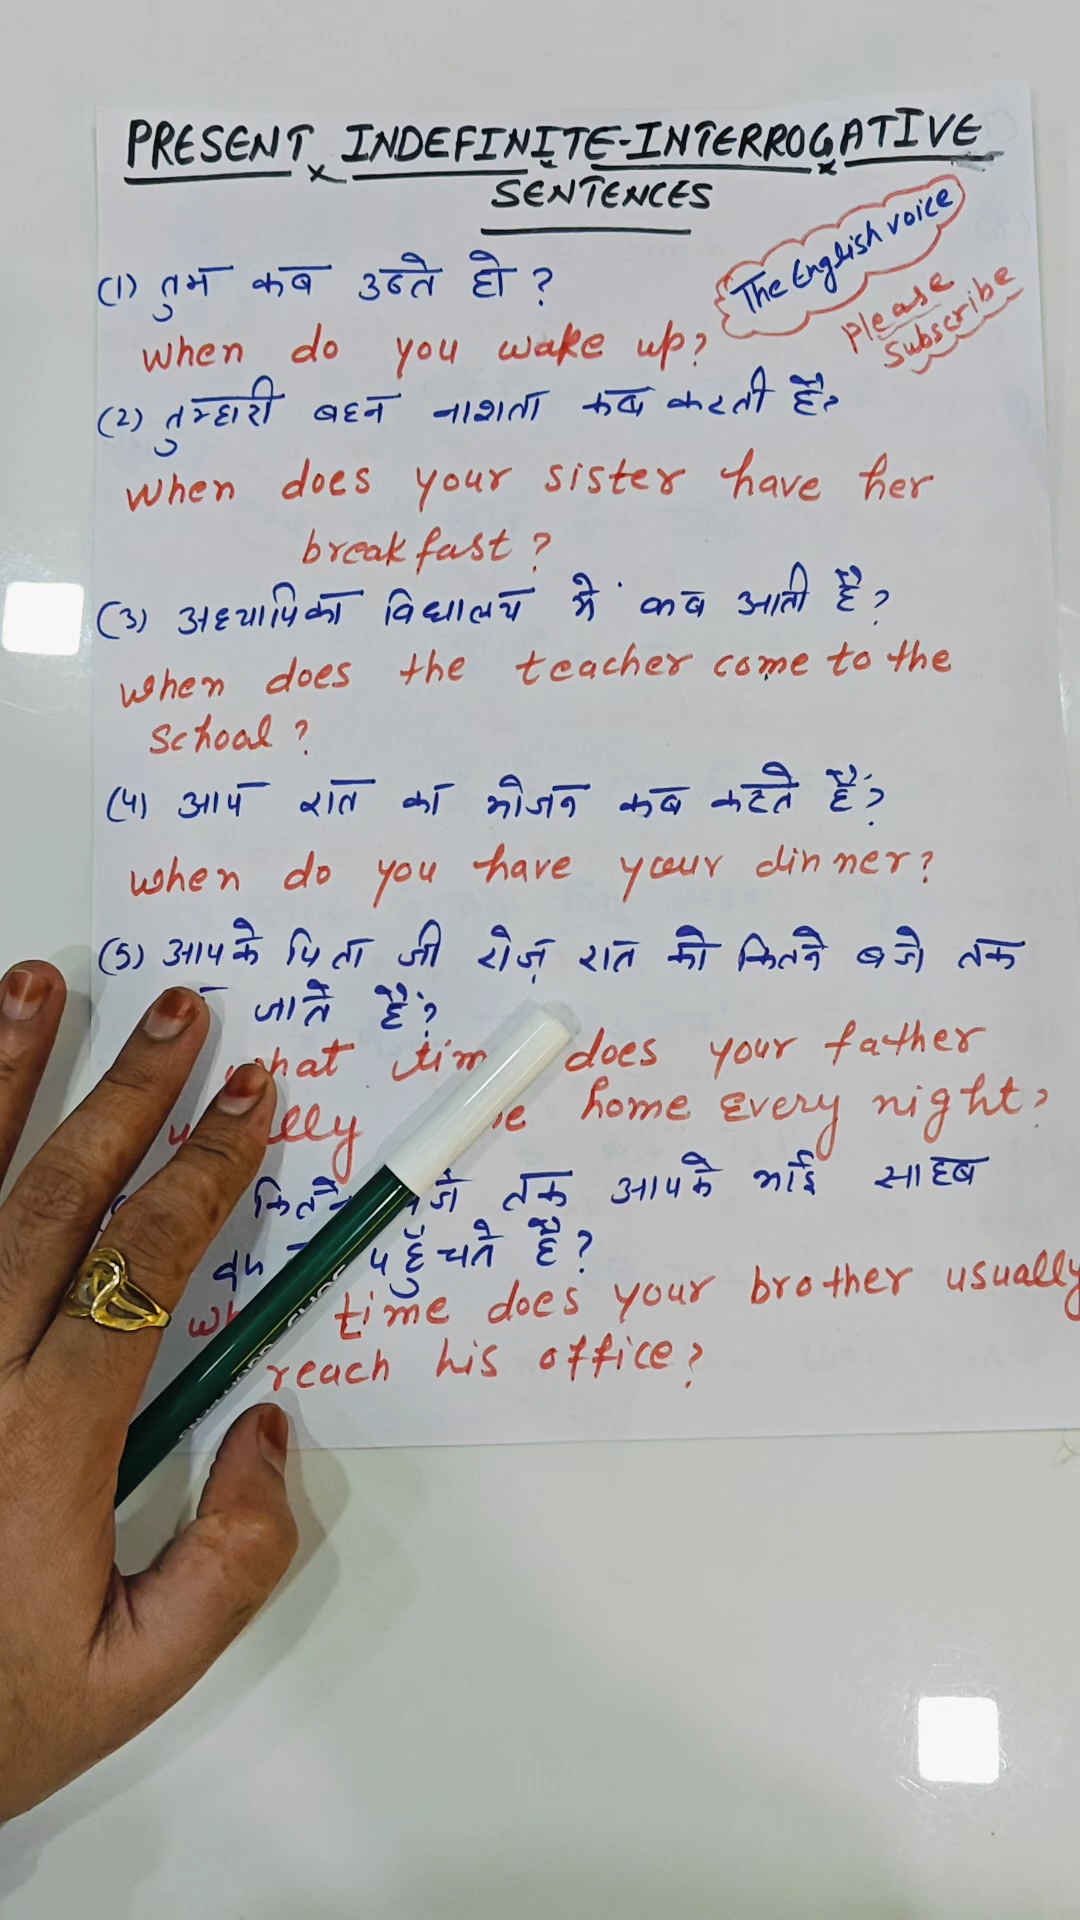 PRESENT INDEFINITE-INTERROGATIVE
SENTENCES
The English voice
Please
Subscribe
(1) तुम कब उठते हो ?
When do you wake up?
(2) तुम्हारी बहन नाशता कब करती है?
When does your sister have her
breakfast ?
(3) अध्यापिका विद्यालय में कब आती है ?
When does the teacher come to the
school ?
(4) आप रात का भोजन कब करते हैं ?
When do you have your dinner?
(5) आपके पिता जी रोज़ रात को कितने बजे तक
जाते हैं ?
does your father
home Every night?
तक आपके भाई साहब
पहुँचते हैं ?
time does your brother usually
reach his office ?